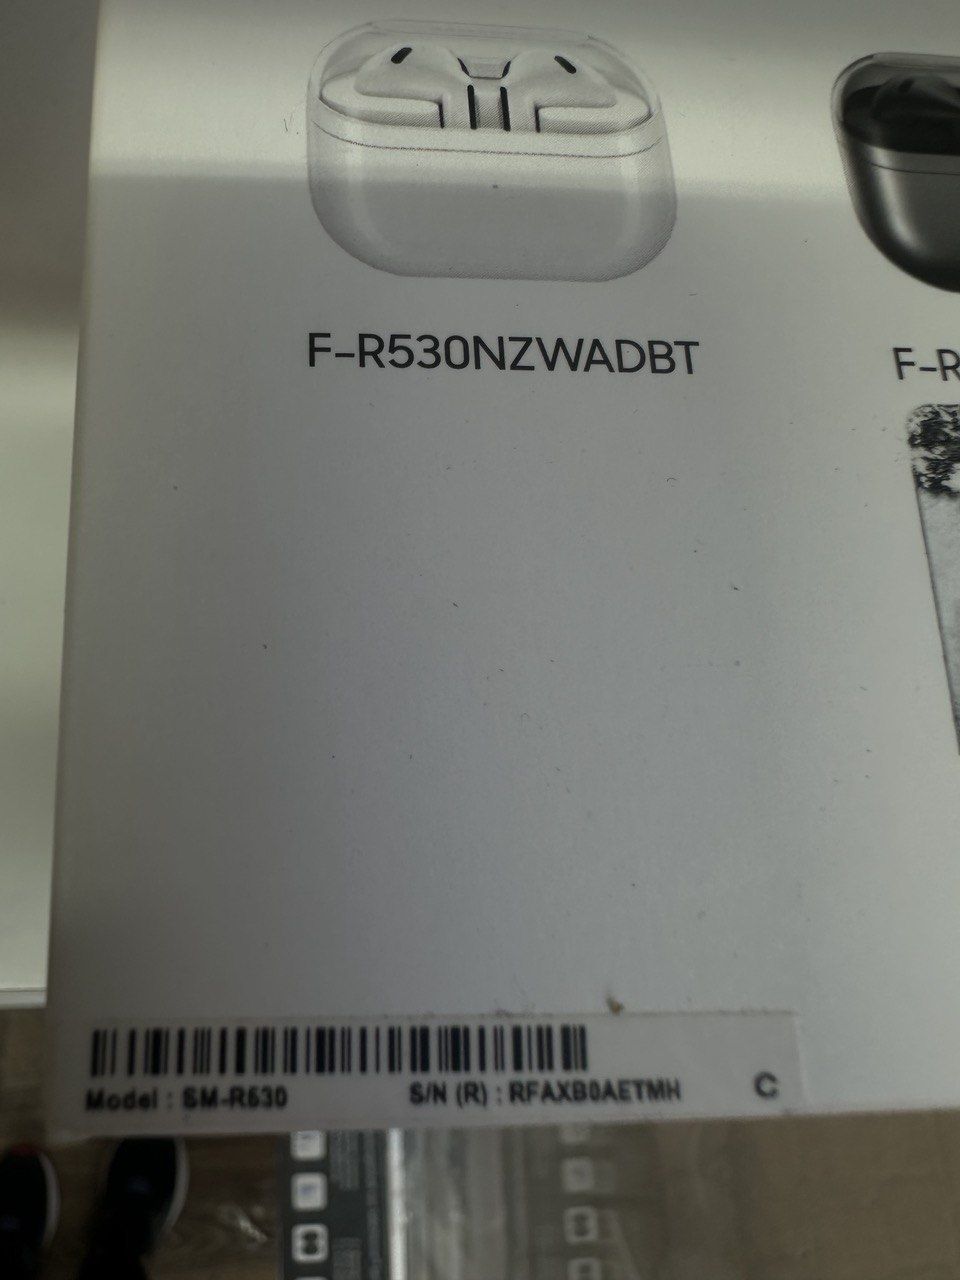 F-R530NZWADBT
F-R
Model : SM-R530
S/N (R) : RFAXB0AETMH
C